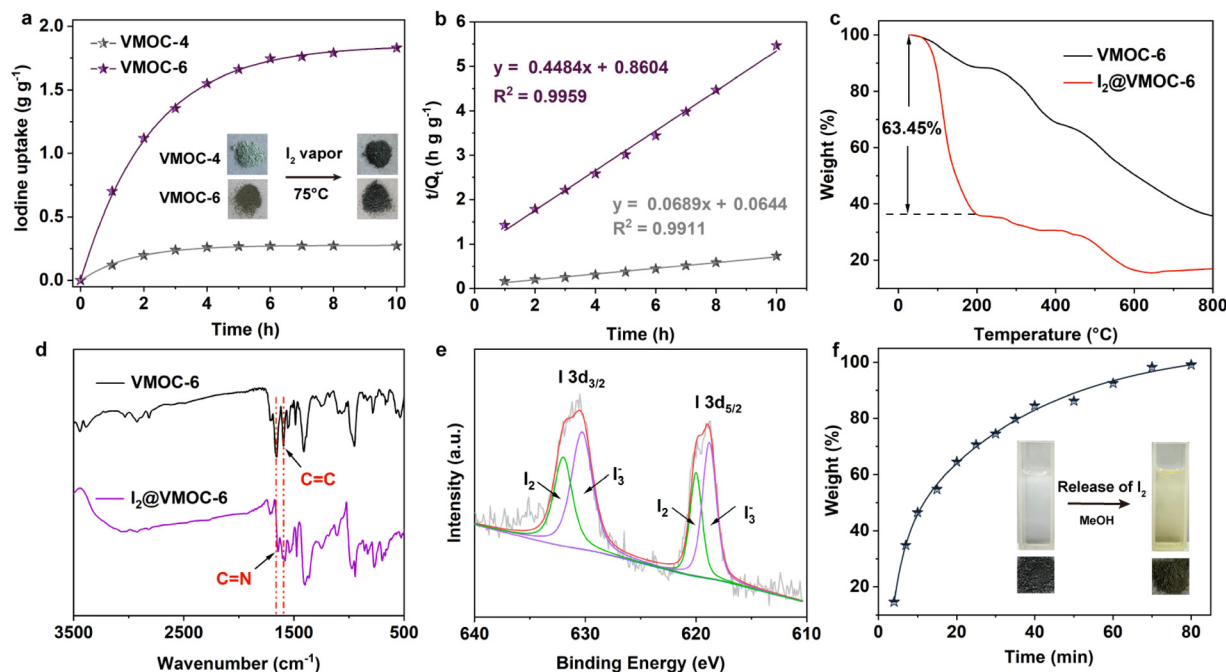 a
VMOC-4
VMOC-6
Iodine uptake (g g⁻¹)
2.0
1.5
1.0
0.5
0.0
VMOC-4
VMOC-6
I₂ vapor
75°C
0 2 4 6 8 10
Time (h)
b
y = 0.4484x + 0.8604
R² = 0.9959
y = 0.0689x + 0.0644
R² = 0.9911
t/Qₜ (h g g⁻¹)
6
5
4
3
2
1
0
0 2 4 6 8 10
Time (h)
c
VMOC-6
I₂@VMOC-6
63.45%
Weight (%)
100
80
60
40
20
0 200 400 600 800
Temperature (°C)
d
VMOC-6
C=C
I₂@VMOC-6
C=N
3500 2500 1500 500
Wavenumber (cm⁻¹)
e
I 3d₃/₂
I 3d₅/₂
I₂
I₃⁻
I₂
I₃⁻
Intensity (a.u.)
640 630 620 610
Binding Energy (eV)
f
Weight (%)
100
80
60
40
20
Release of I₂
MeOH
0 20 40 60 80
Time (min)